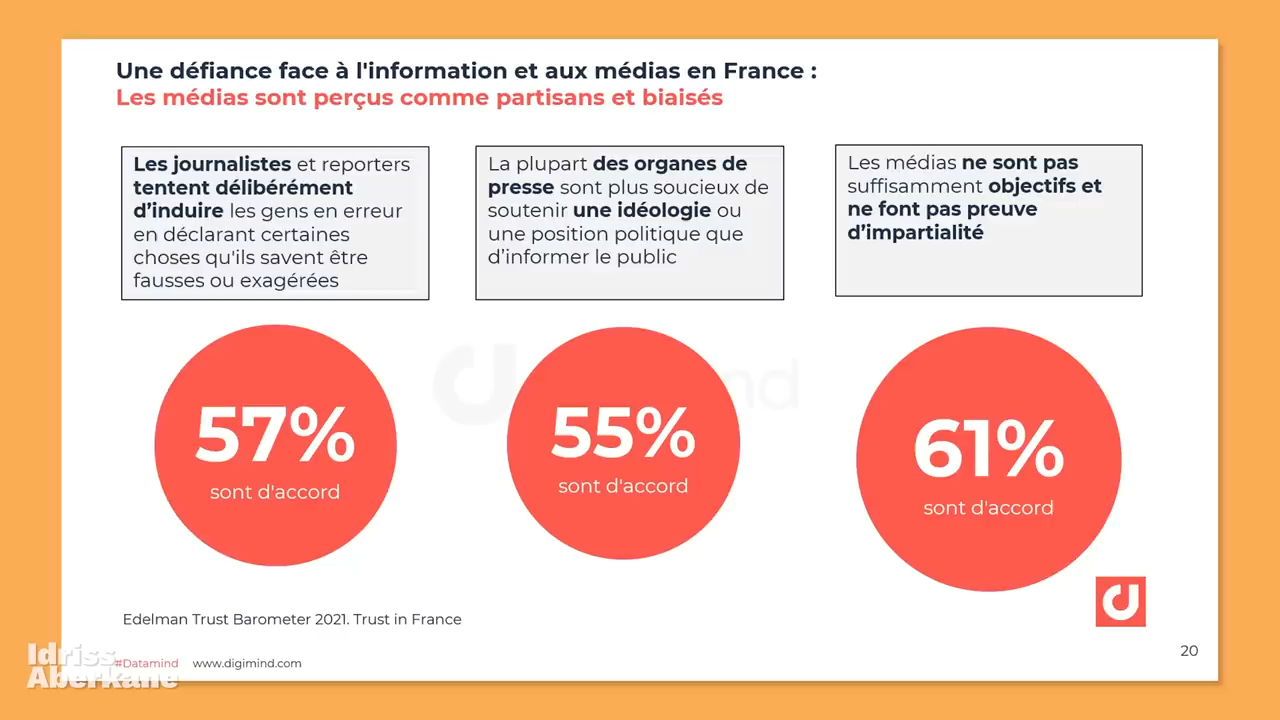 Une défiance face à l'information et aux médias en France :
Les médias sont perçus comme partisans et biaisés
Les journalistes et reporters
tentent délibérément
d’induire les gens en erreur
en déclarant certaines
choses qu'ils savent être
fausses ou exagérées
La plupart des organes de
presse sont plus soucieux de
soutenir une idéologie ou
une position politique que
d’informer le public
Les médias ne sont pas
suffisamment objectifs et
ne font pas preuve
d’impartialité
57%
sont d'accord
55%
sont d'accord
61%
sont d'accord
Edelman Trust Barometer 2021. Trust in France
#Datamind www.digimind.com
20
Idriss
Aberkane